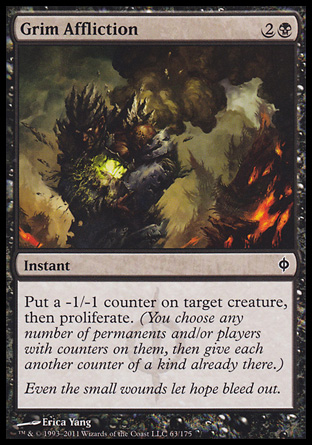 Grim Affliction 2
Instant
Put a -1/-1 counter on target creature,
then proliferate. (You choose any
number of permanents and/or players
with counters on them, then give each
another counter of a kind already there.)
Even the small wounds let hope bleed out.
Erica Yang
™ & © 1993–2011 Wizards of the Coast LLC 63/175